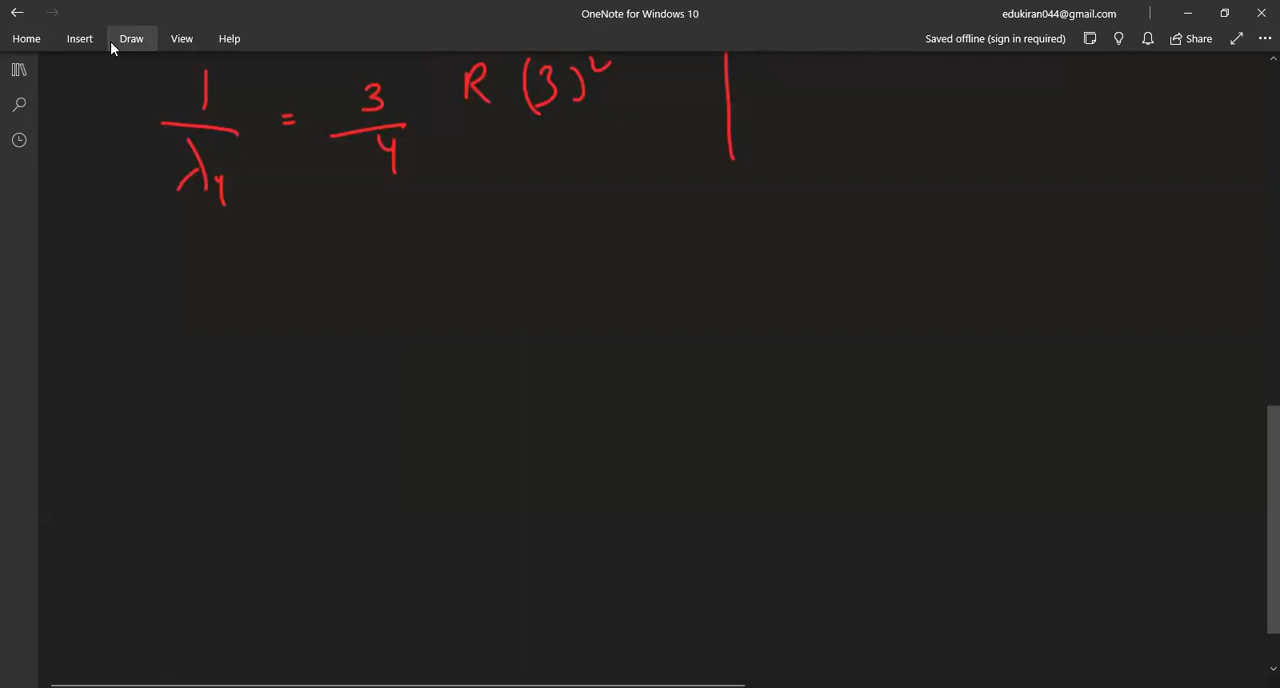 OneNote for Windows 10
edukiran044@gmail.com
Home Insert Draw View Help
Saved offline (sign in required) Share
1/λ4 = 3/4 R (3)²